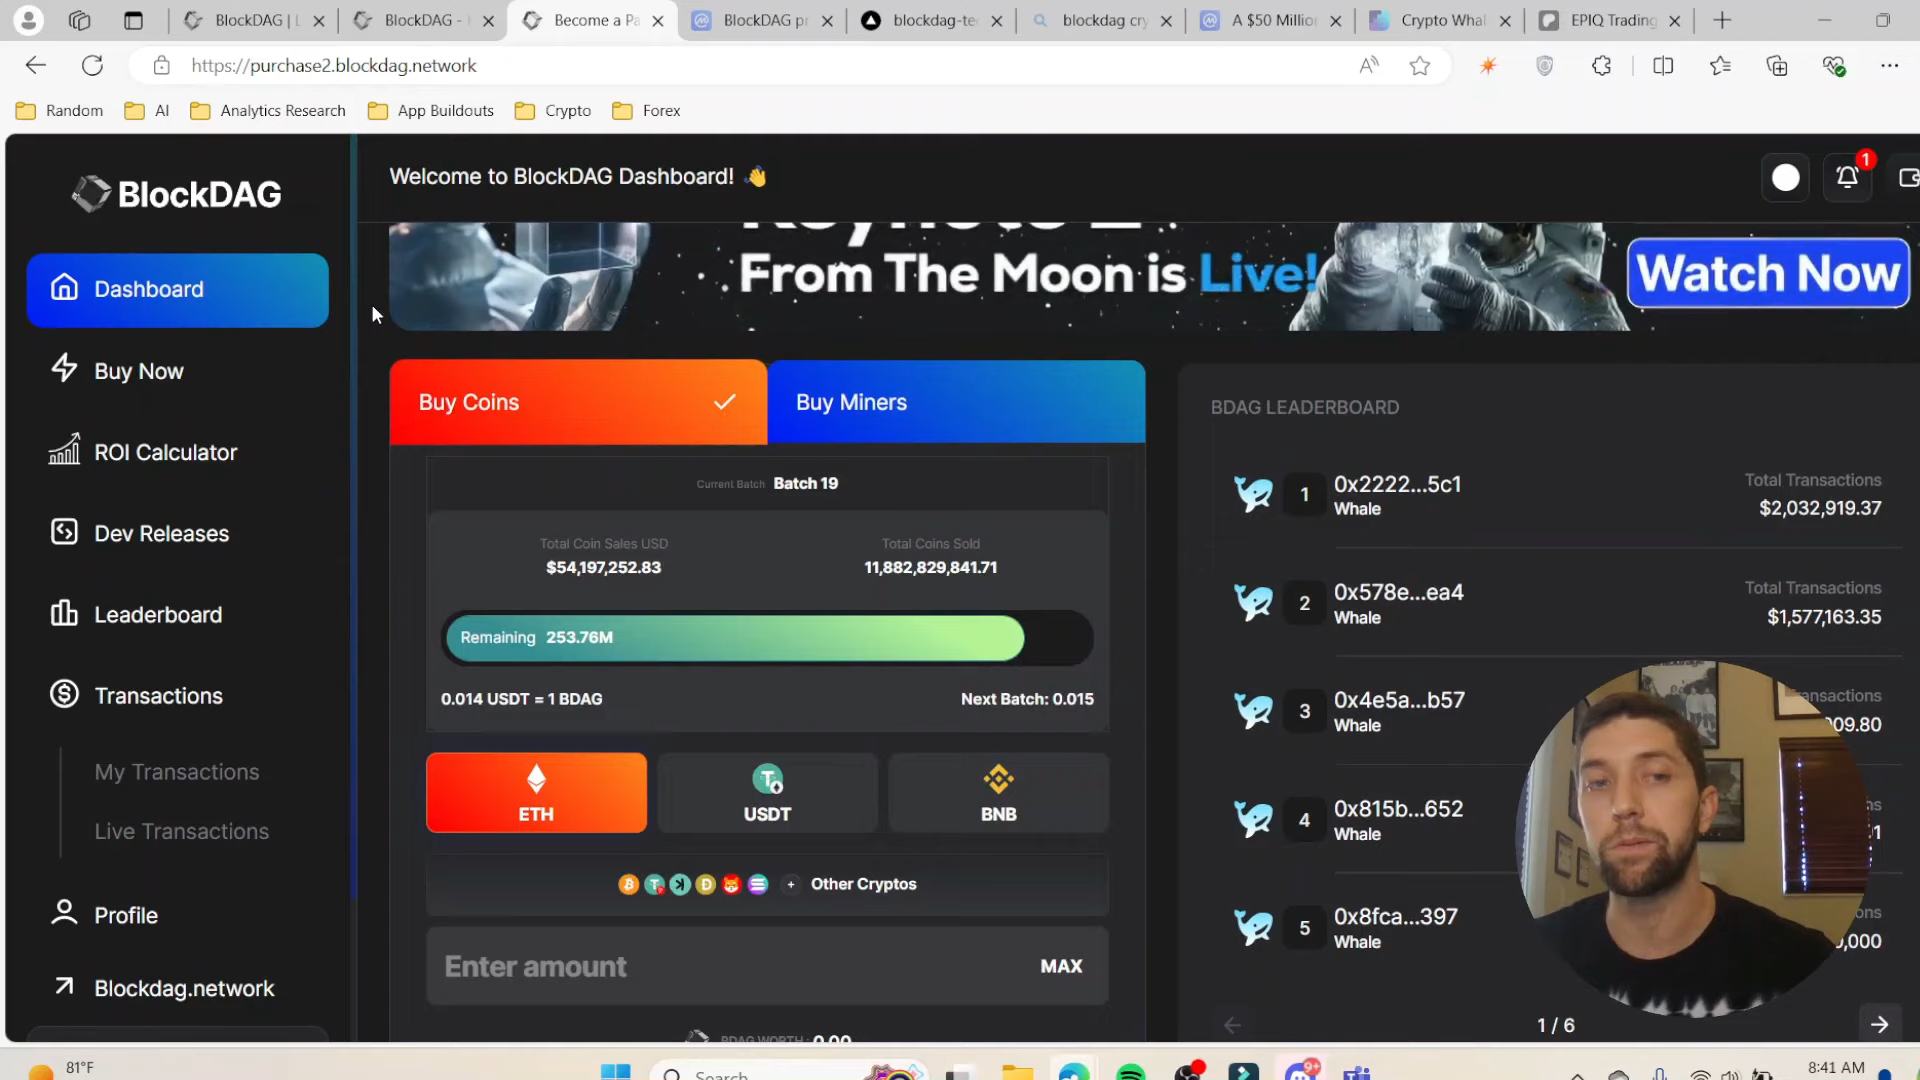 BlockDAG | L
BlockDAG -
Become a Pa
BlockDAG pr
blockdag-te
blockdag cry
A $50 Millio
Crypto Whal
EPIQ Trading
https://purchase2.blockdag.network
Random
AI
Analytics Research
App Buildouts
Crypto
Forex
BlockDAG
Welcome to BlockDAG Dashboard! 👋
1
From The Moon is Live!
Watch Now
Dashboard
Buy Now
ROI Calculator
Dev Releases
Leaderboard
Transactions
My Transactions
Live Transactions
Profile
Blockdag.network
Buy Coins
Buy Miners
Current Batch Batch 19
Total Coin Sales USD
$54,197,252.83
Total Coins Sold
11,882,829,841.71
Remaining 253.76M
0.014 USDT = 1 BDAG
Next Batch: 0.015
ETH
USDT
BNB
Other Cryptos
Enter amount
MAX
BDAG WORTH : 0.00
BDAG LEADERBOARD
1
0x2222...5c1
Whale
Total Transactions
$2,032,919.37
2
0x578e...ea4
Whale
Total Transactions
$1,577,163.35
3
0x4e5a...b57
Whale
4
0x815b...652
Whale
5
0x8fca...397
Whale
1 / 6
81°F
Search
9+
8:41 AM